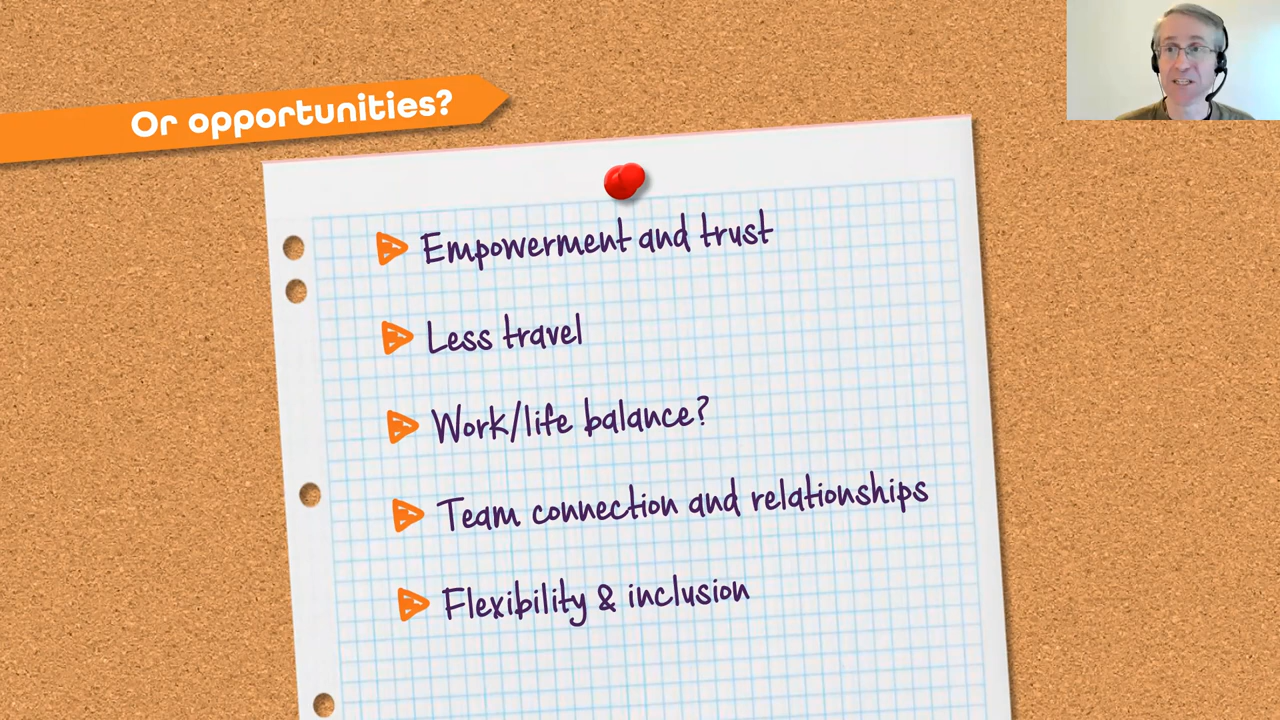 Or opportunities?
Empowerment and trust
Less travel
Work/life balance?
Team connection and relationships
Flexibility & inclusion